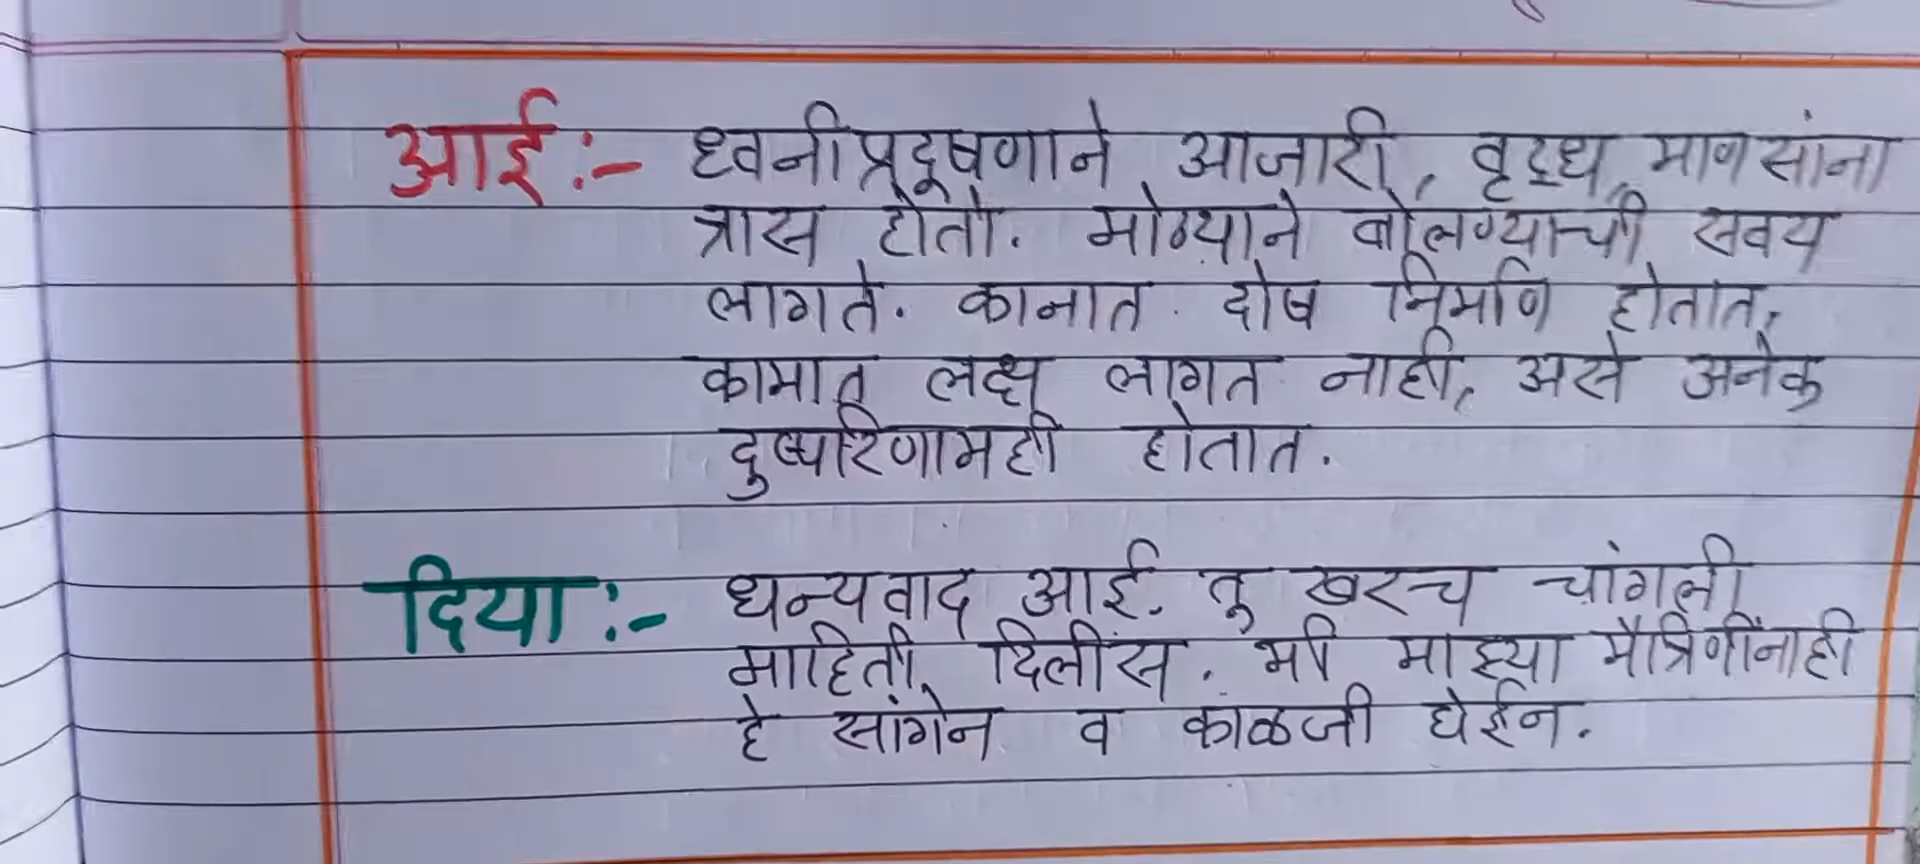 आई:- ध्वनीप्रदूषणाने आजारी, वृद्ध, माणसांना
त्रास होतो. मोठ्याने बोलण्याची सवय
लागते. कानात दोष निर्माण होतात,
कामात लक्ष लागत नाही, असे अनेक
दुष्परिणामही होतात.
दिया:- धन्यवाद आई. तु खरच चांगली
माहिती दिलीस. मी माझ्या मैत्रिणींनाही
हे सांगेन व काळजी घेईन.